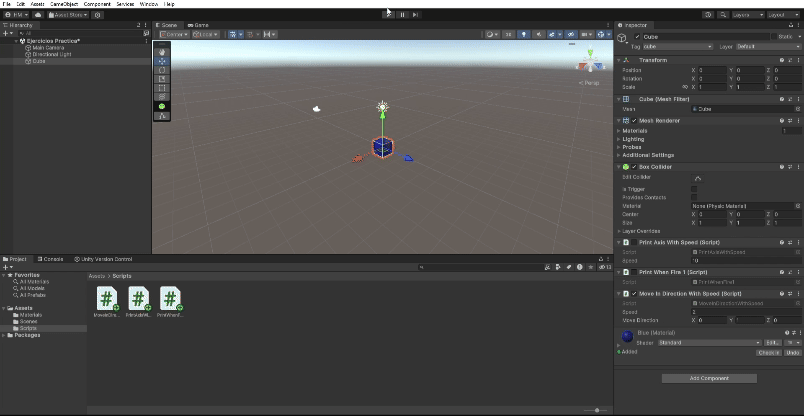 File Edit Assets GameObject Component Services Window Help
Asset Store Layers Layout
Hierarchy
All
Ejercicios Practica*
Main Camera
Directional Light
Cube
Scene Game
Center Local 2D
Persp
Inspector
Cube Static
Tag cube Layer Default
Transform
Position X 0 Y 0 Z 0
Rotation X 0 Y 0 Z 0
Scale X 1 Y 1 Z 1
Cube (Mesh Filter)
Mesh Cube
Mesh Renderer
Materials 1
Lighting
Probes
Additional Settings
Box Collider
Edit Collider
Is Trigger
Provides Contacts
Material None (Physic Material)
Center X 0 Y 0 Z 0
Size X 1 Y 1 Z 1
Layer Overrides
Print Axis With Speed (Script)
Script PrintAxisWithSpeed
Speed 10
Print When Fire 1 (Script)
Script PrintWhenFire1
Move In Direction With Speed (Script)
Script MoveInDirectionWithSpeed
Speed 2
Move Direction X 0 Y 1 Z 0
Blue (Material)
Shader Standard Edit...
Added Check in Undo
Add Component
Project Console Unity Version Control
Favorites
All Materials
All Models
All Prefabs
Assets
Materials
Scenes
Scripts
Packages
Assets > Scripts
MoveInDire... PrintAxisWi... PrintWhenF...